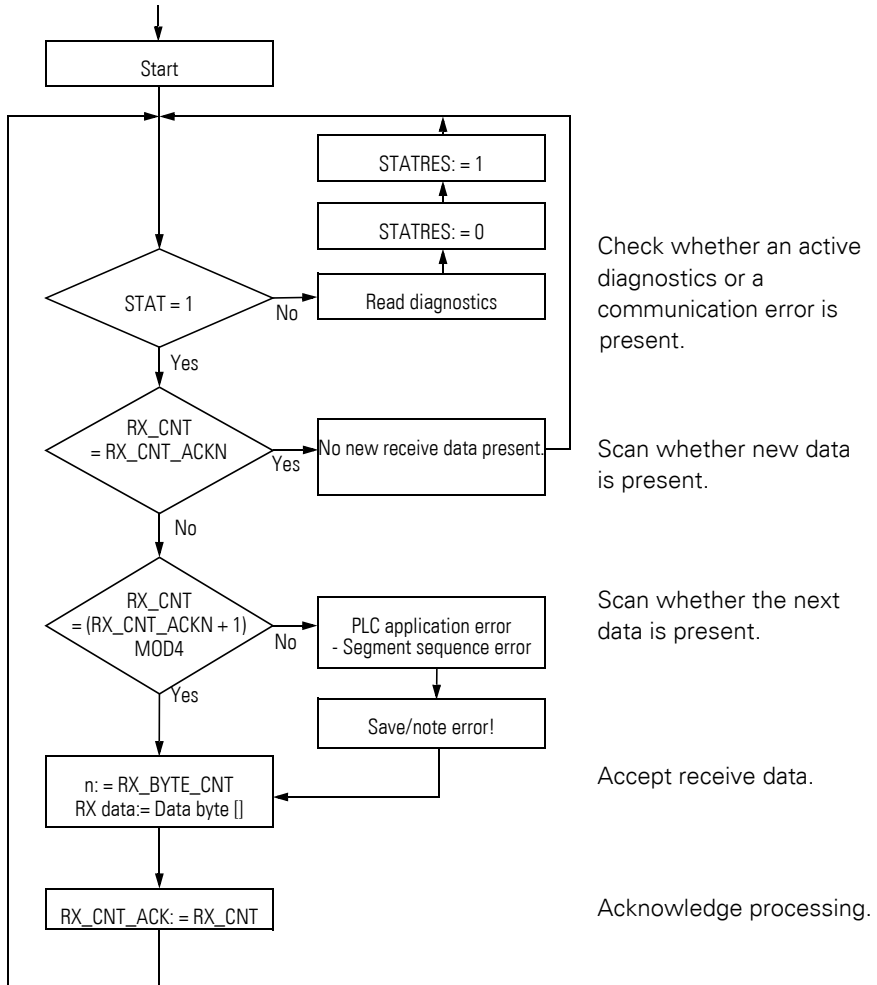 Start
STATRES: = 1
STATRES: = 0
STAT = 1
No
Read diagnostics
Check whether an active
diagnostics or a
communication error is
present.
Yes
RX_CNT
= RX_CNT_ACKN
Yes
No new receive data present.
Scan whether new data
is present.
No
RX_CNT
= (RX_CNT_ACKN + 1)
MOD4
No
PLC application error
- Segment sequence error
Scan whether the next
data is present.
Yes
Save/note error!
n: = RX_BYTE_CNT
RX data:= Data byte []
Accept receive data.
RX_CNT_ACK: = RX_CNT
Acknowledge processing.